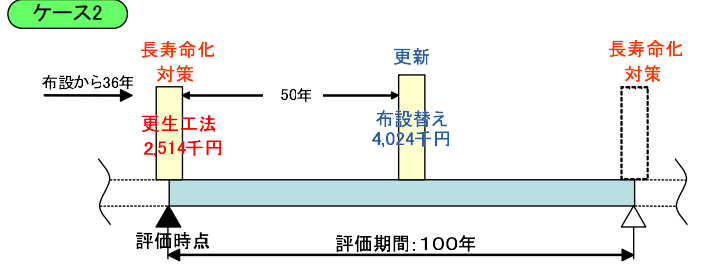 ケース2
長寿命化
対策
更新
長寿命化
対策
布設から36年
50年
更生工法
2,514千円
布設替え
4,024千円
評価時点
評価期間：100年